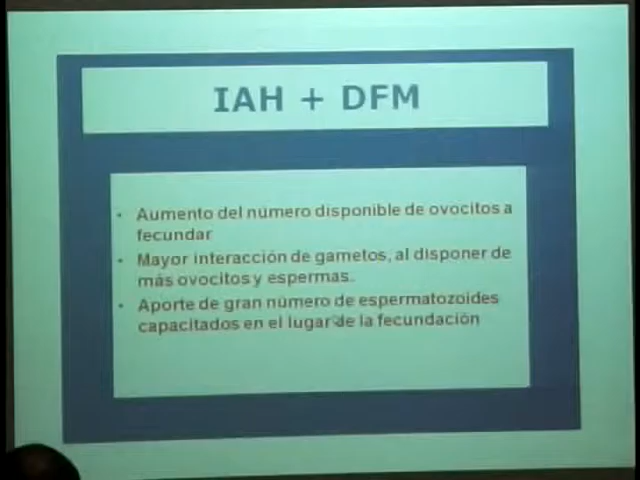 IAH + DFM
• Aumento del número disponible de ovocitos a
fecundar
• Mayor interacción de gametos, al disponer de
más ovocitos y espermas.
• Aporte de gran número de espermatozoides
capacitados en el lugar de la fecundación